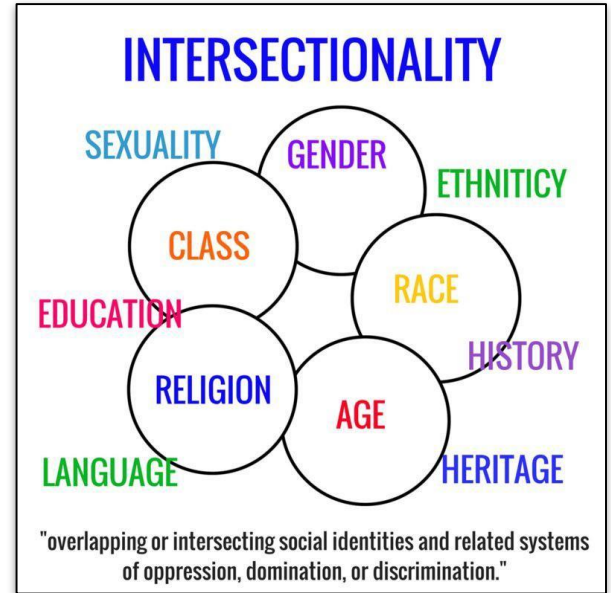 INTERSECTIONALITY
SEXUALITY
GENDER
ETHNITICY
CLASS
RACE
EDUCATION
HISTORY
RELIGION
AGE
LANGUAGE
HERITAGE
"overlapping or intersecting social identities and related systems
of oppression, domination, or discrimination."